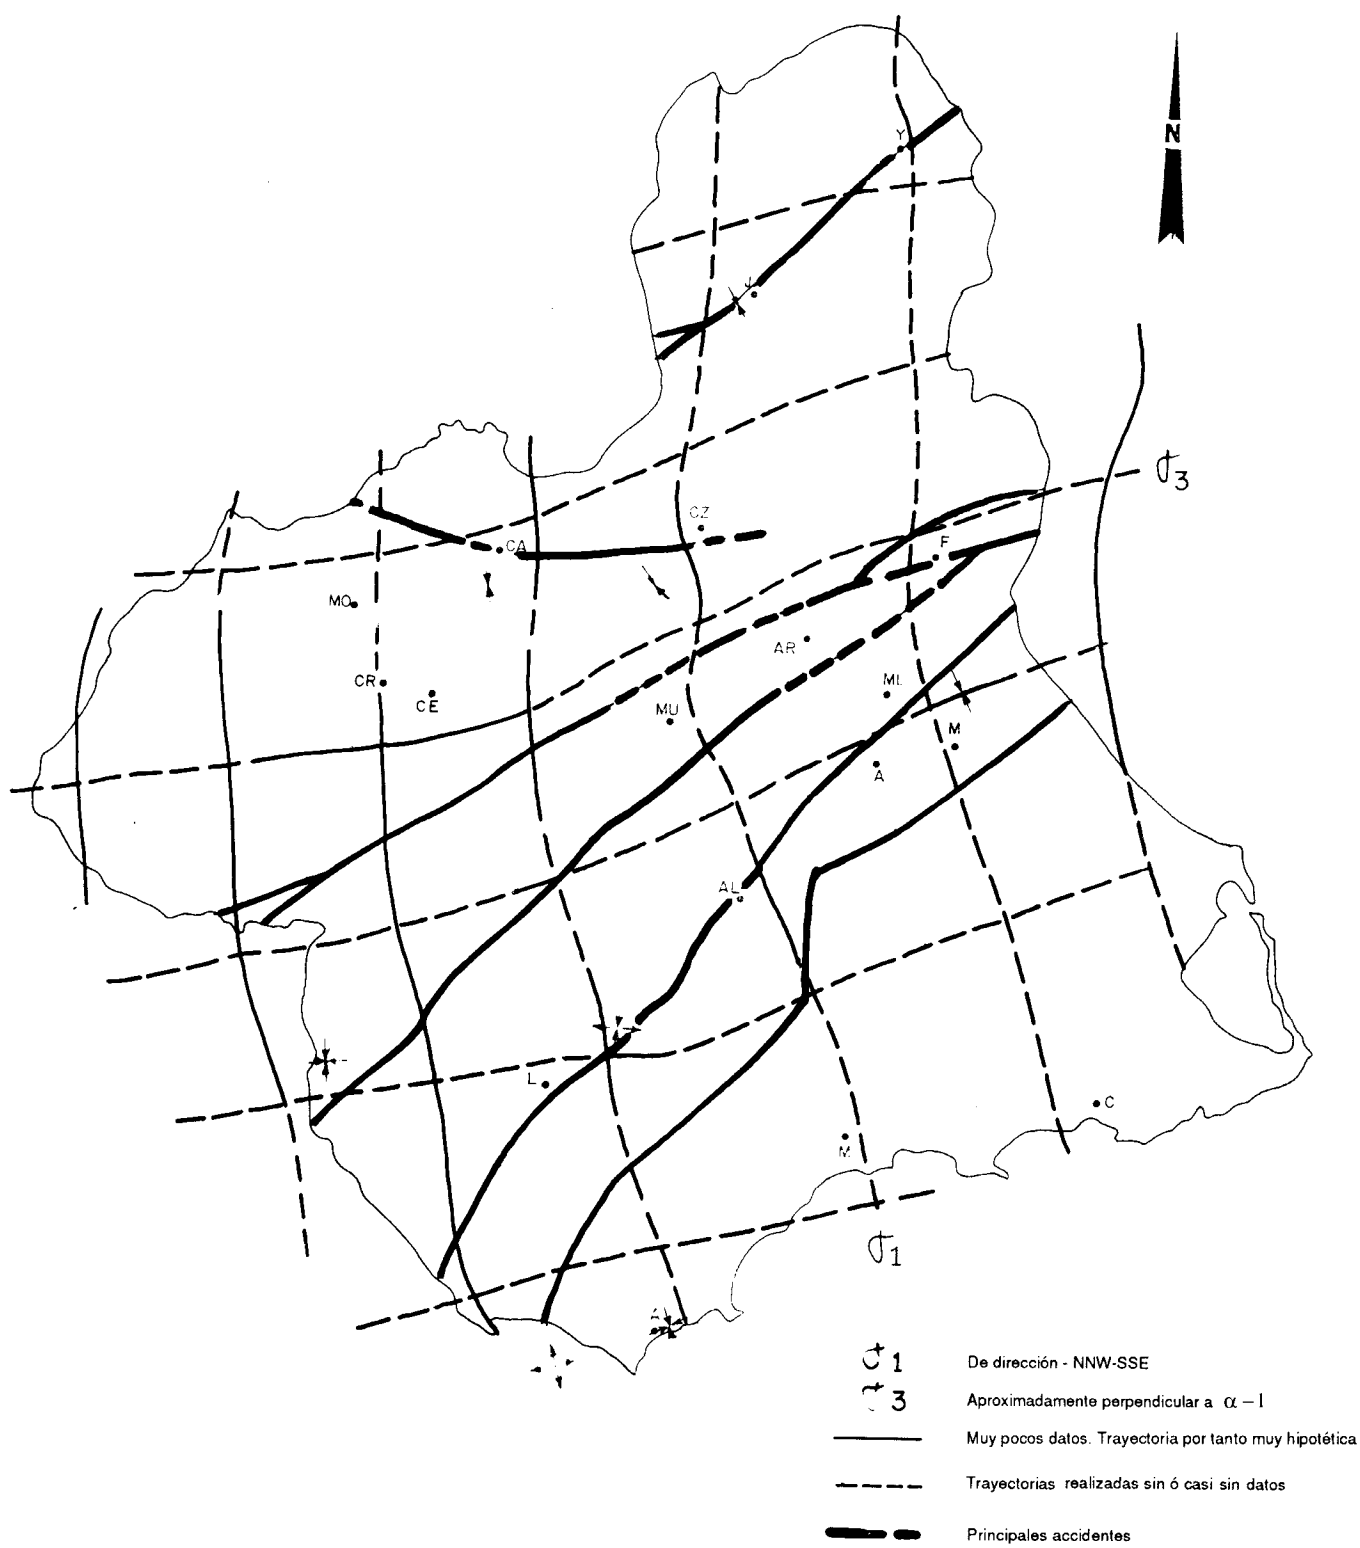 N
Y
J
σ3
CZ
CA
F
MO
AR
CR
CE
ML
MU
M
A
AL
L
C
M
σ1
A
σ1 De dirección - NNW-SSE
σ3 Aproximadamente perpendicular a α-1
Muy pocos datos. Trayectoria por tanto muy hipotética
Trayectorias realizadas sin ó casi sin datos
Principales accidentes